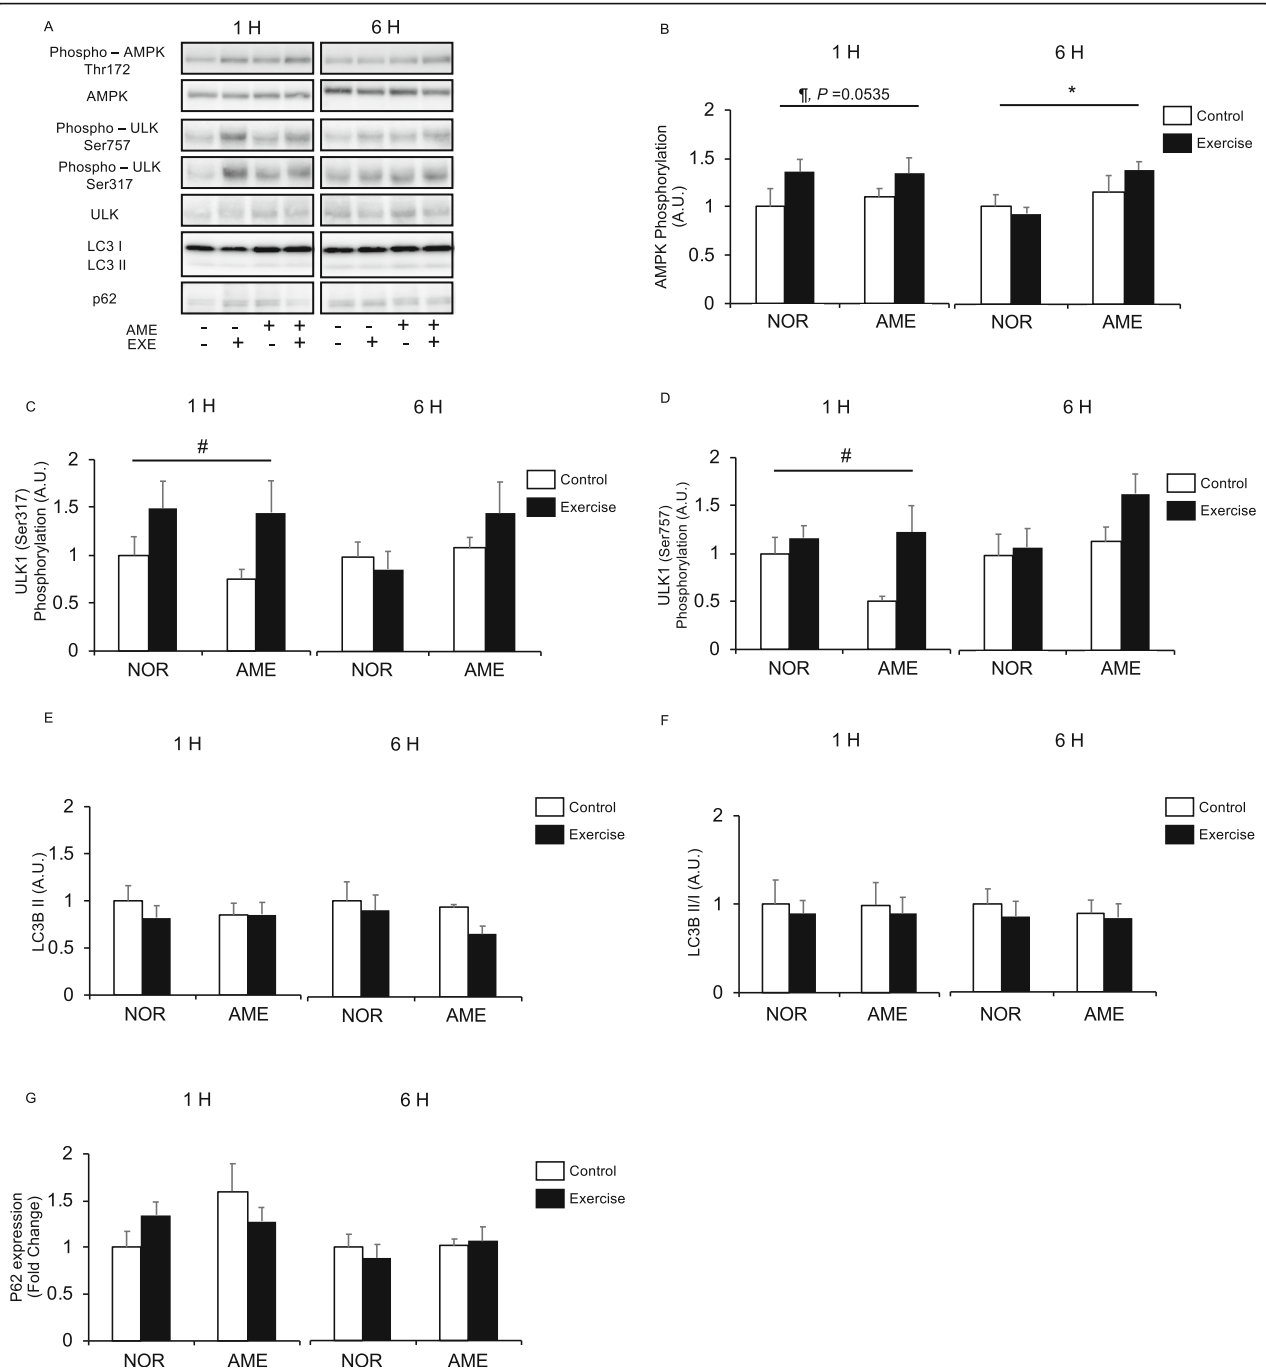 A
1 H
6 H
Phospho – AMPK
Thr172
AMPK
Phospho – ULK
Ser757
Phospho – ULK
Ser317
ULK
LC3 I
LC3 II
p62
AME - - + + - - + +
EXE - + - + - + - +
B
1 H
6 H
¶, P =0.0535
*
Control
Exercise
AMPK Phosphorylation
(A.U.)
2
1.5
1
0.5
0
NOR
AME
NOR
AME
C
1 H
6 H
#
Control
Exercise
ULK1 (Ser317)
Phosphorylation (A.U.)
2
1.5
1
0.5
0
NOR
AME
NOR
AME
D
1 H
6 H
#
Control
Exercise
ULK1 (Ser757)
Phosphorylation (A.U.)
2
1.5
1
0.5
0
NOR
AME
NOR
AME
E
1 H
6 H
Control
Exercise
LC3B II (A.U.)
2
1.5
1
0.5
0
NOR
AME
NOR
AME
F
1 H
6 H
Control
Exercise
LC3B II/I (A.U.)
2
1
0
NOR
AME
NOR
AME
G
1 H
6 H
Control
Exercise
P62 expression
(Fold Change)
2
1.5
1
0.5
0
NOR
AME
NOR
AME